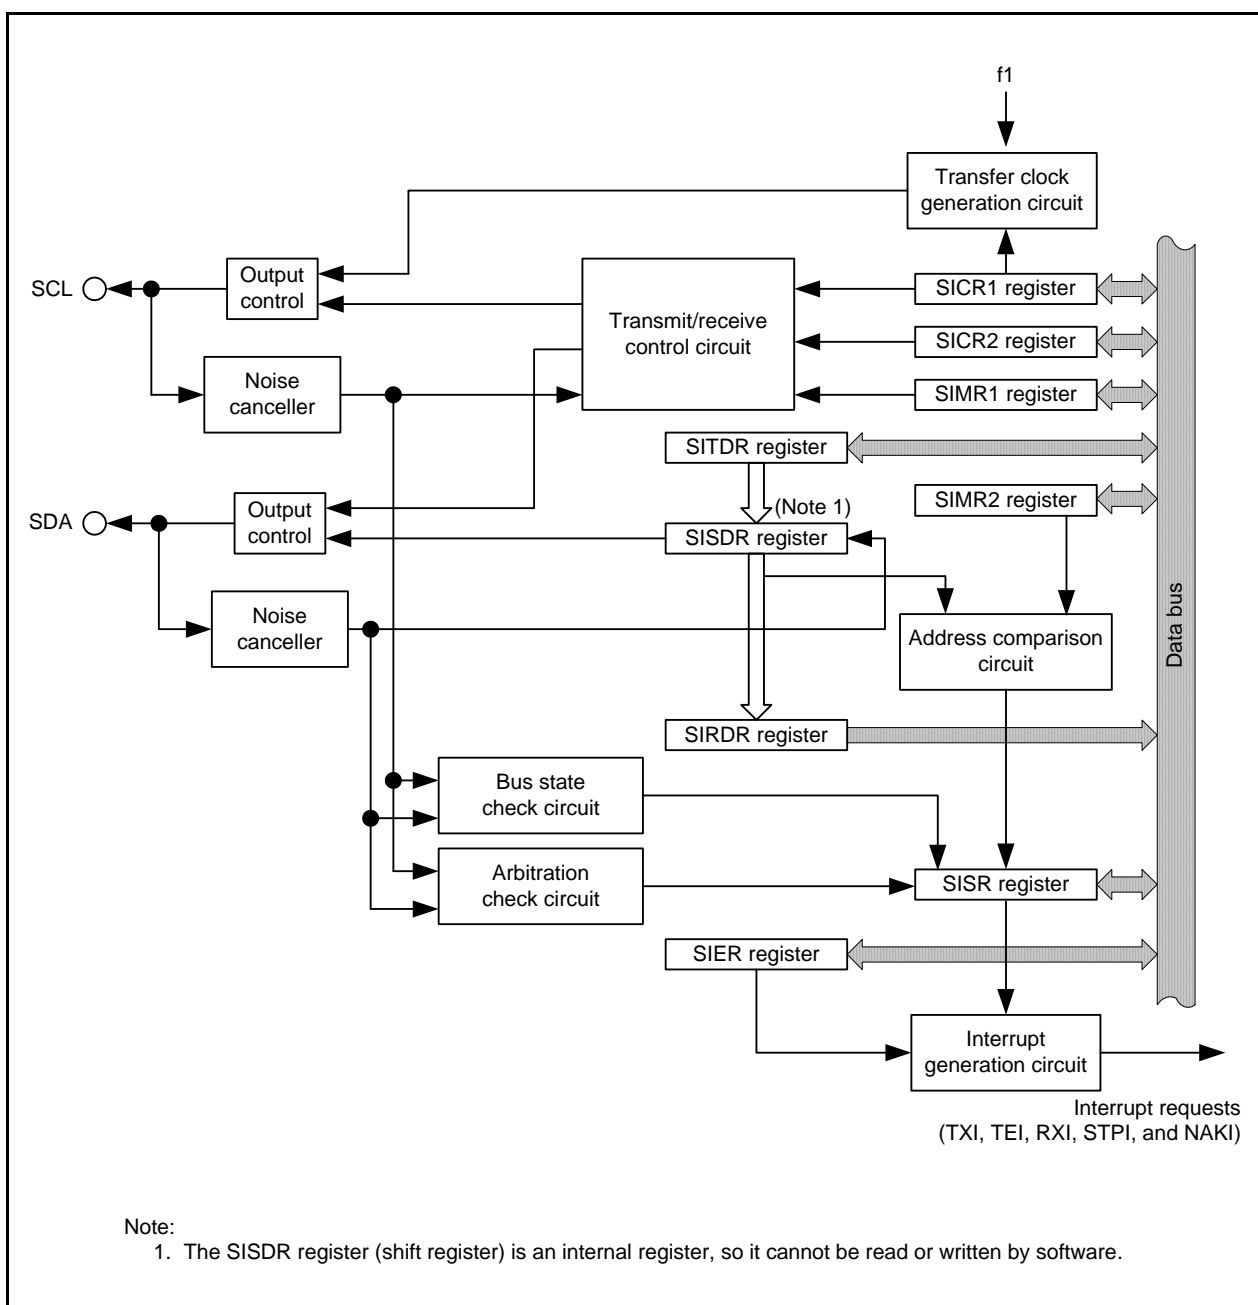 f1
Transfer clock
generation circuit
SCL
Output
control
Transmit/receive
control circuit
SICR1 register
SICR2 register
SIMR1 register
Noise
canceller
SITDR register
SIMR2 register
(Note 1)
SDA
Output
control
SISDR register
Noise
canceller
Address comparison
circuit
Data bus
SIRDR register
Bus state
check circuit
Arbitration
check circuit
SISR register
SIER register
Interrupt
generation circuit
Interrupt requests
(TXI, TEI, RXI, STPI, and NAKI)
Note:
1. The SISDR register (shift register) is an internal register, so it cannot be read or written by software.